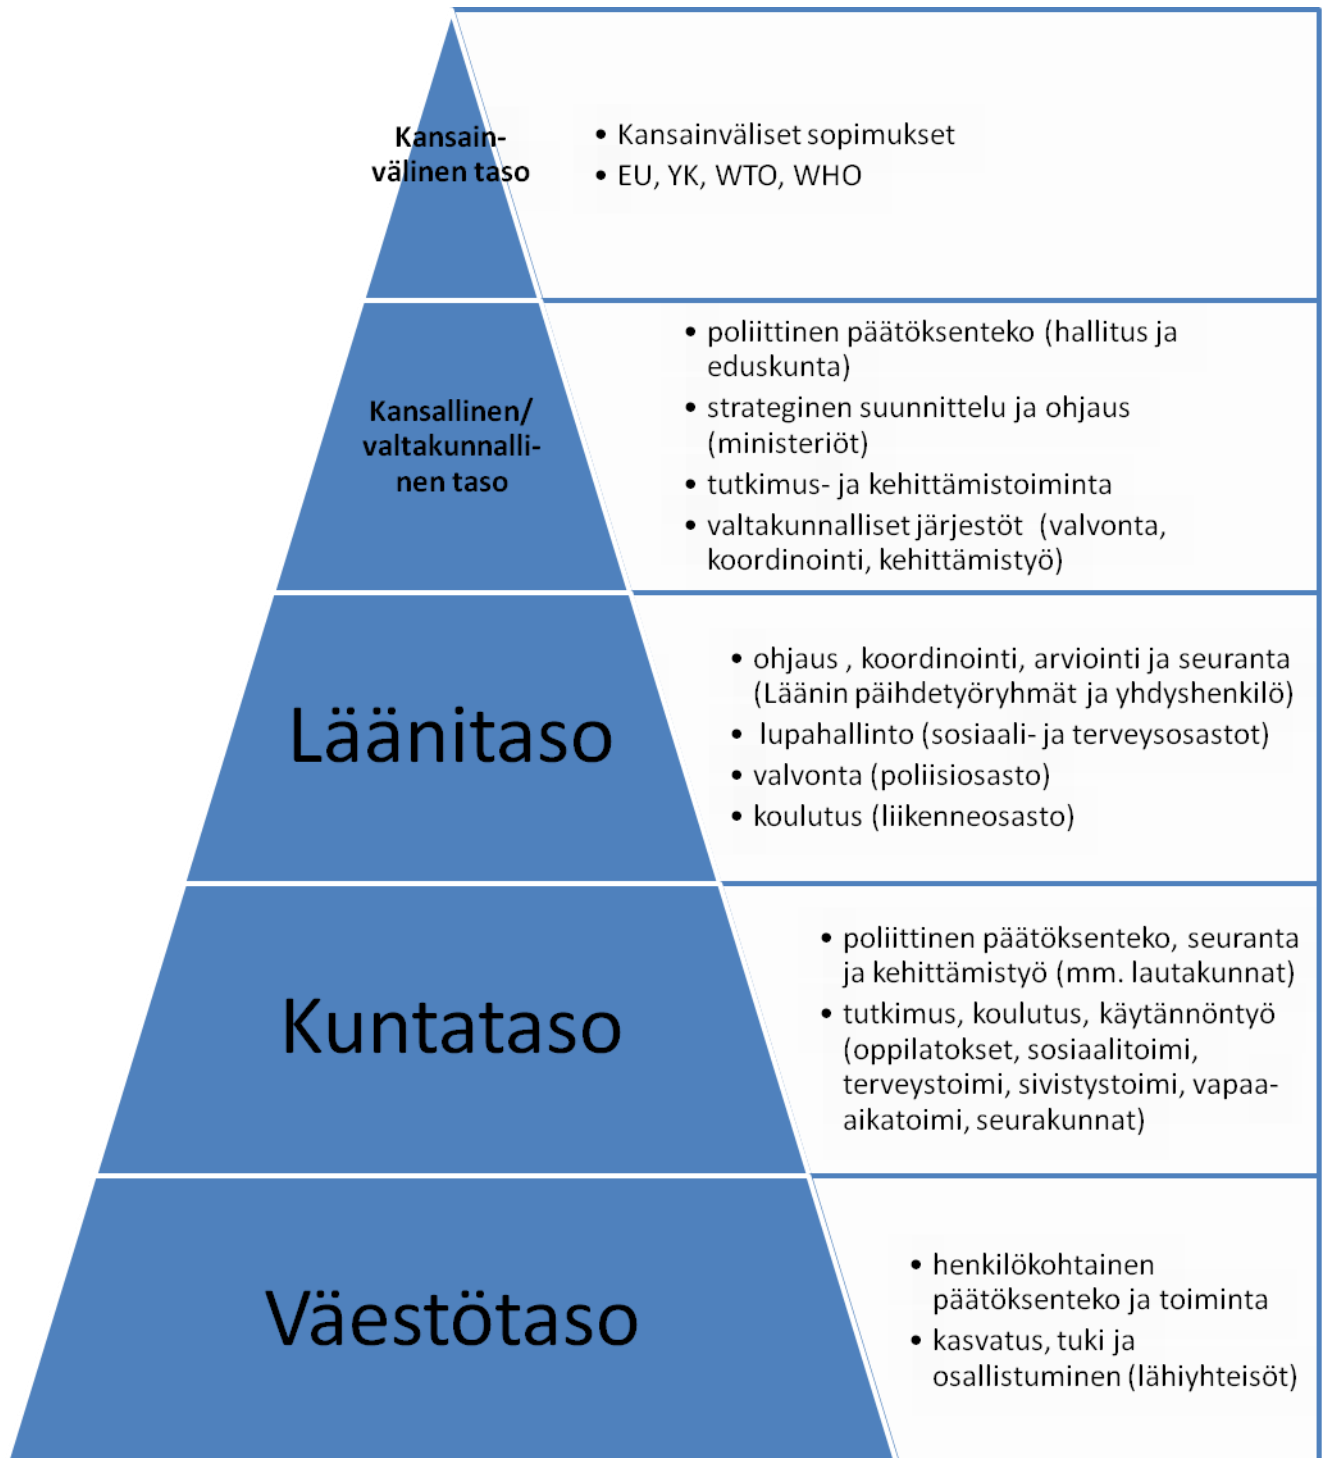 Kansain-
välinen taso
• Kansainväliset sopimukset
• EU, YK, WTO, WHO
Kansallinen/
valtakunnalli-
nen taso
• poliittinen päätöksenteko (hallitus ja
eduskunta)
• strateginen suunnittelu ja ohjaus
(ministeriöt)
• tutkimus- ja kehittämistoiminta
• valtakunnalliset järjestöt (valvonta,
koordinointi, kehittämistyö)
Läänitaso
• ohjaus , koordinointi, arviointi ja seuranta
(Läänin päihdetyöryhmät ja yhdyshenkilö)
• lupahallinto (sosiaali- ja terveysosastot)
• valvonta (poliisiosasto)
• koulutus (liikenneosasto)
Kuntataso
• poliittinen päätöksenteko, seuranta
ja kehittämistyö (mm. lautakunnat)
• tutkimus, koulutus, käytännöntyö
(oppilatokset, sosiaalitoimi,
terveystoimi, sivistystoimi, vapaa-
aikatoimi, seurakunnat)
Väestötaso
• henkilökohtainen
päätöksenteko ja toiminta
• kasvatus, tuki ja
osallistuminen (lähiyhteisöt)